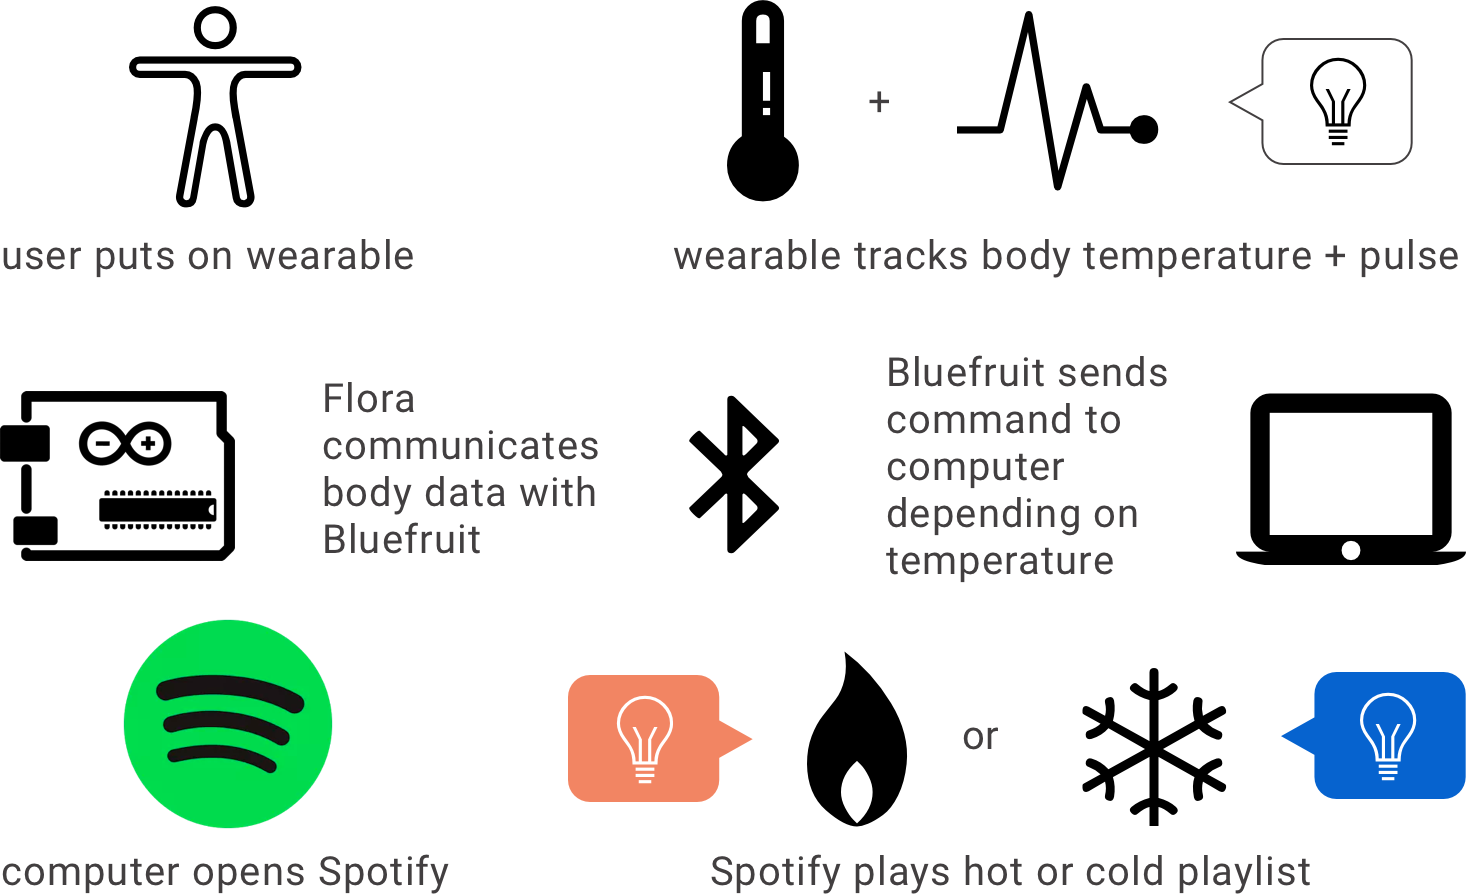 +
user puts on wearable
wearable tracks body temperature + pulse
Flora
communicates
body data with
Bluefruit
Bluefruit sends
command to
computer
depending on
temperature
or
computer opens Spotify
Spotify plays hot or cold playlist